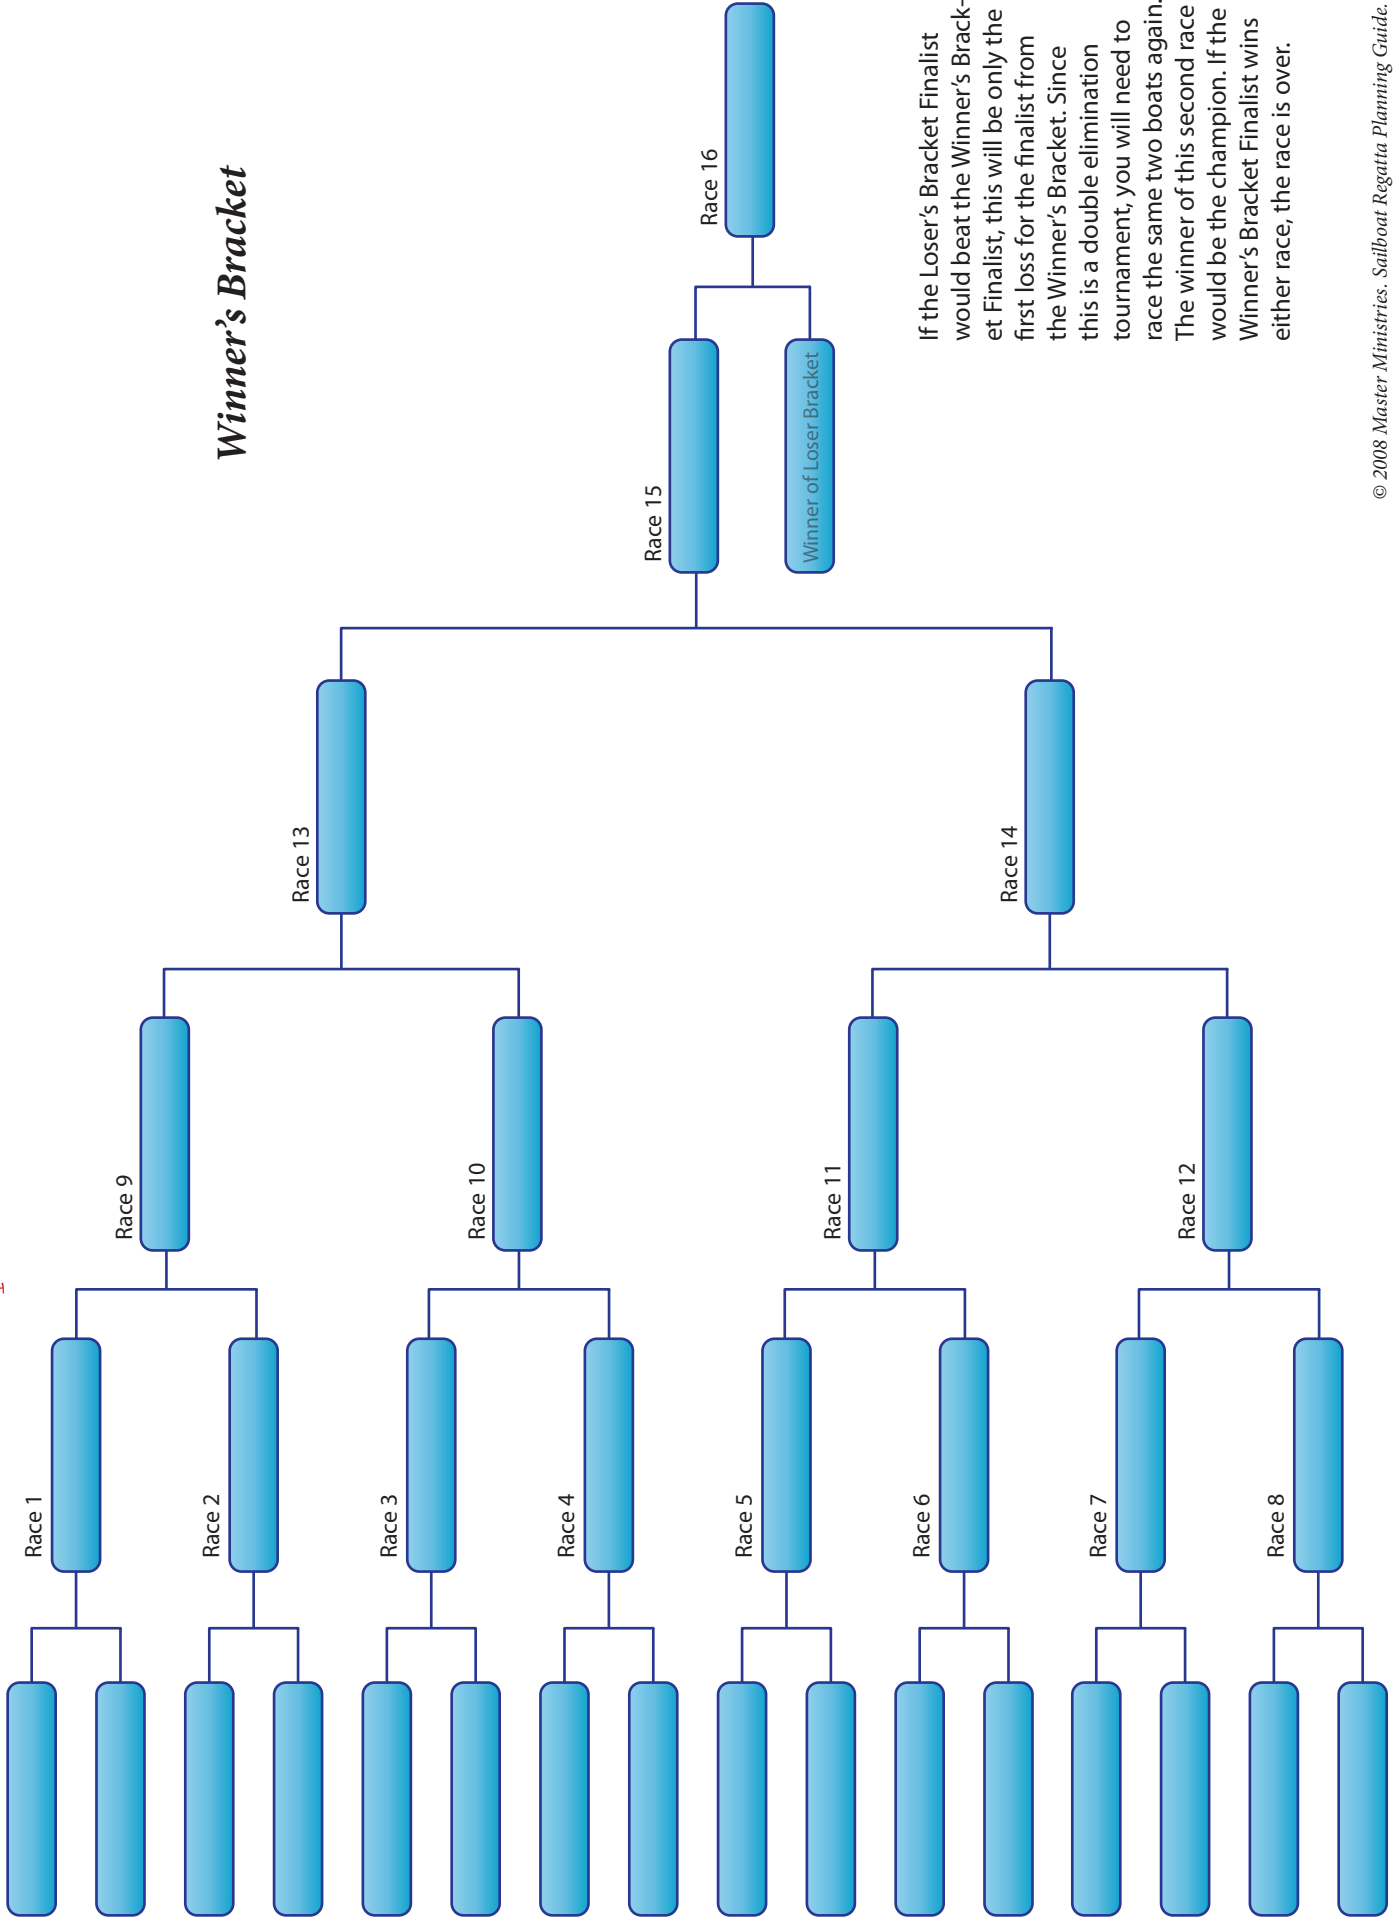 Winner's Bracket
Race 1
Race 2
Race 3
Race 4
Race 5
Race 6
Race 7
Race 8
Race 9
Race 10
Race 11
Race 12
Race 13
Race 14
Race 15
Winner of Loser Bracket
Race 16
If the Loser's Bracket Finalist
would beat the Winner's Brack-
et Finalist, this will be only the
first loss for the finalist from
the Winner's Bracket. Since
this is a double elimination
tournament, you will need to
race the same two boats again.
The winner of this second race
would be the champion. If the
Winner's Bracket Finalist wins
either race, the race is over.
© 2008 Master Ministries. Sailboat Regatta Planning Guide.